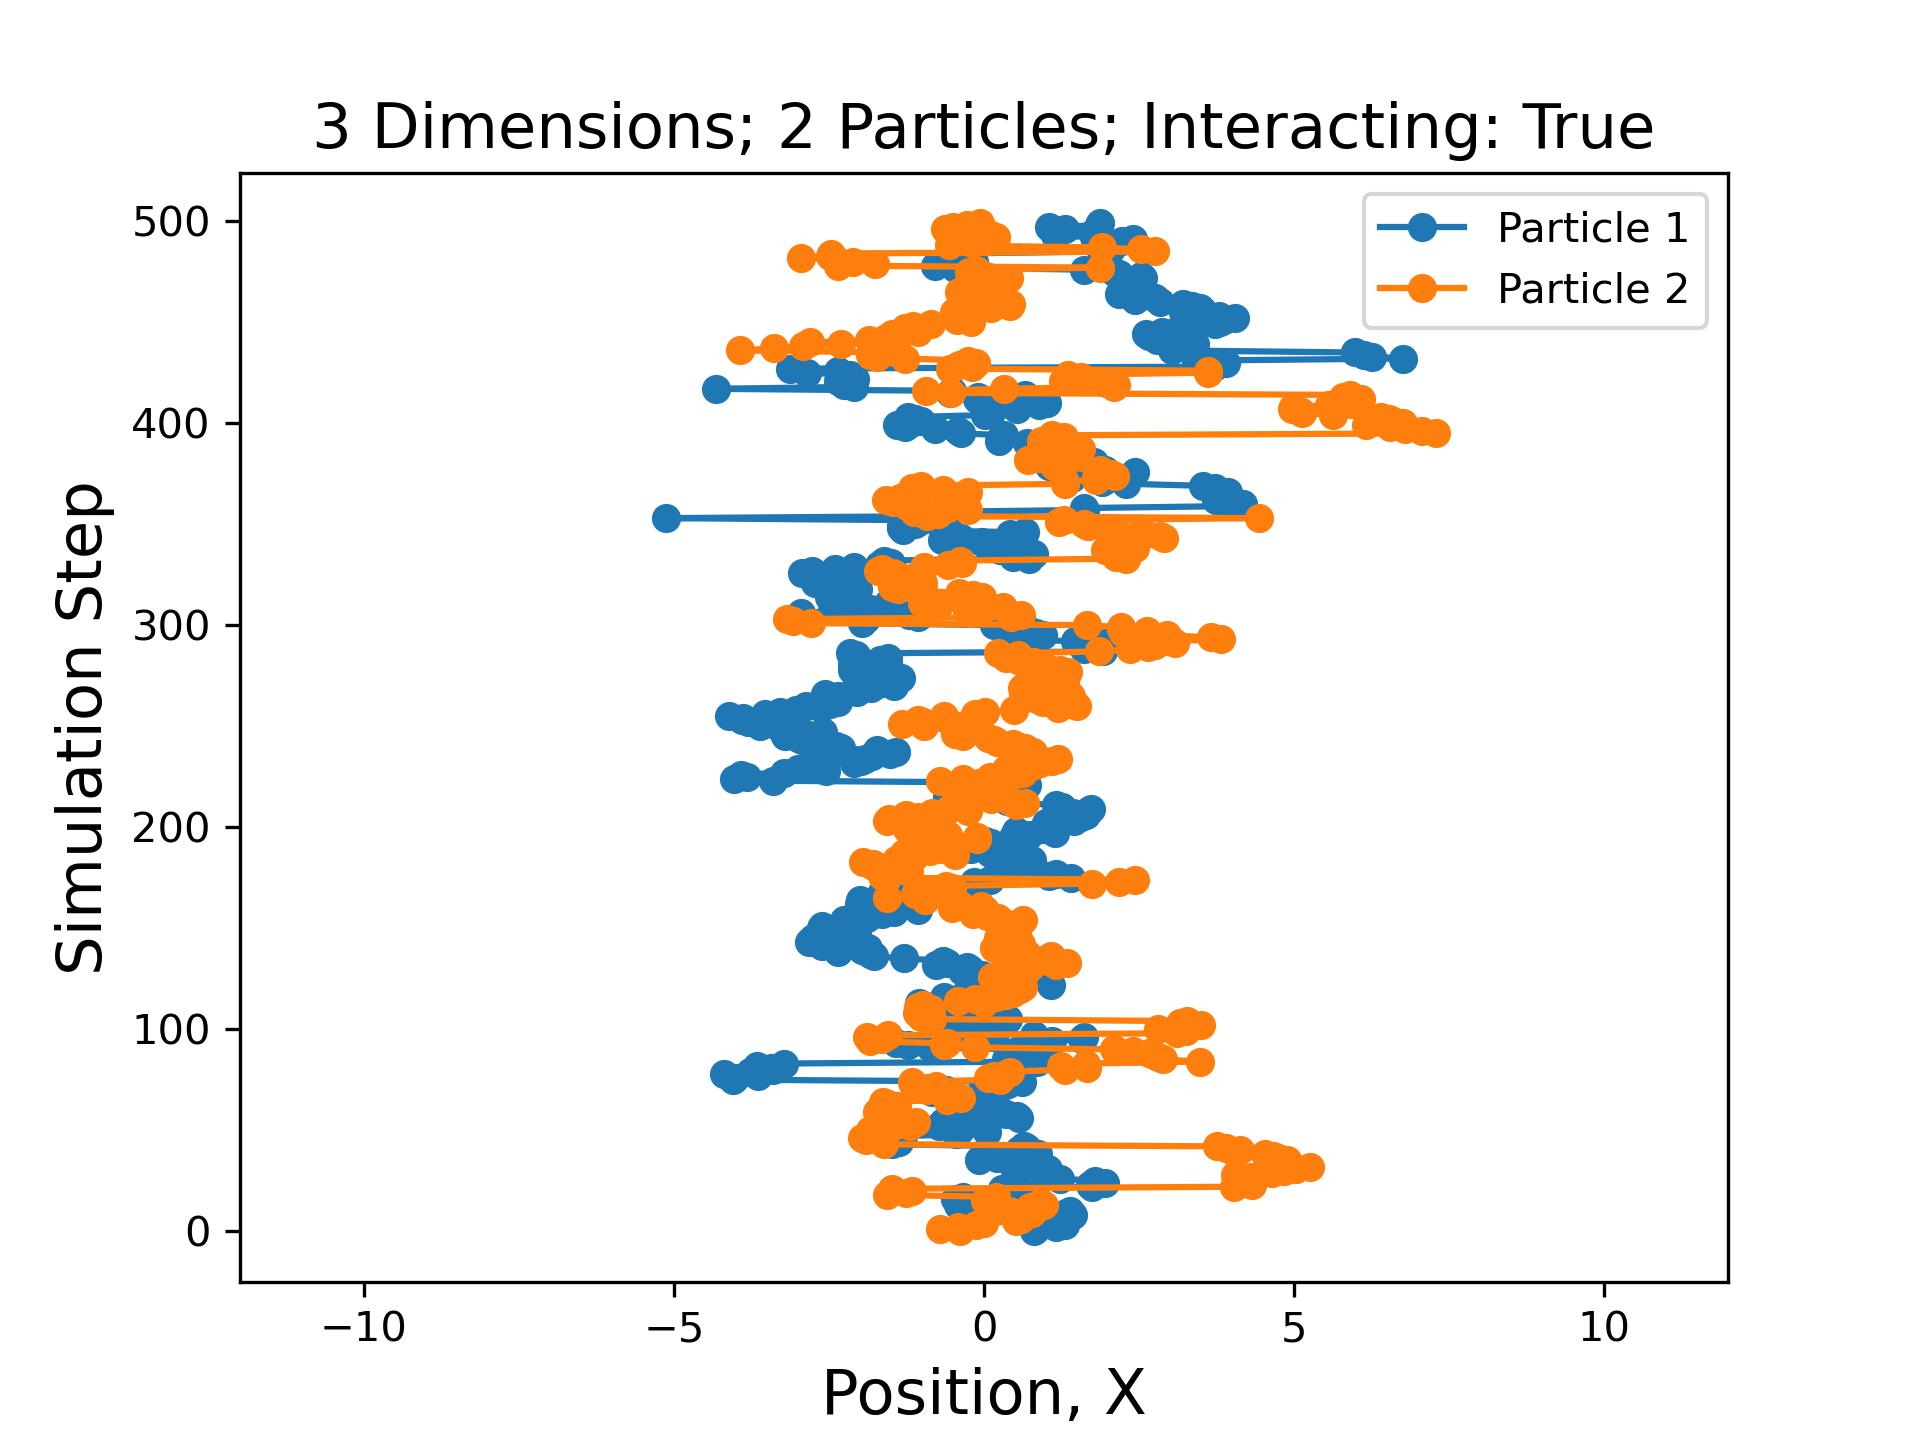 3 Dimensions; 2 Particles; Interacting: True
Particle 1
Particle 2
Simulation Step
500
400
300
200
100
0
−10
−5
0
5
10
Position, X